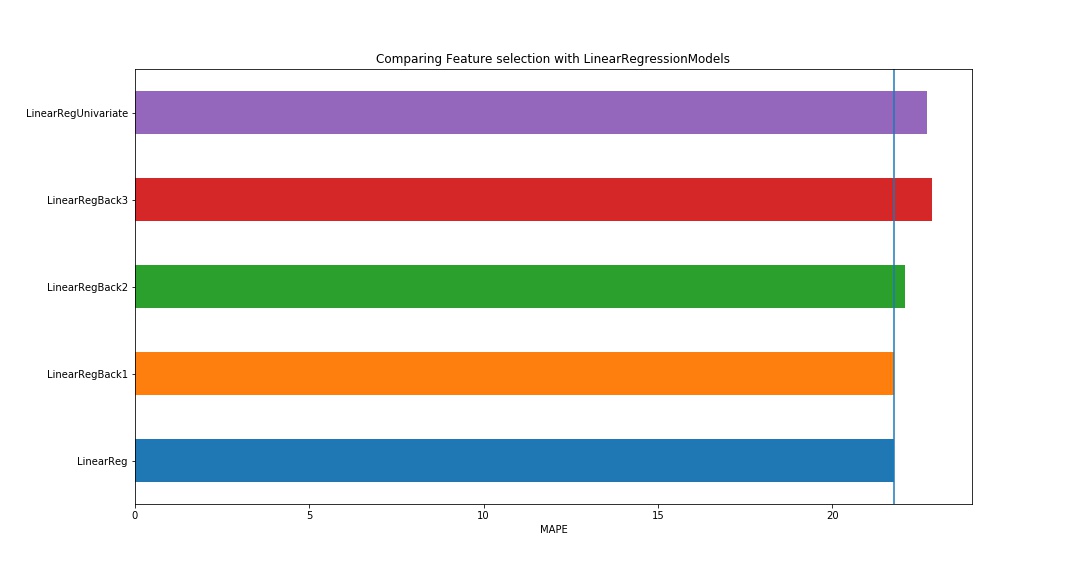 Comparing Feature selection with LinearRegressionModels
LinearRegUnivariate
LinearRegBack3
LinearRegBack2
LinearRegBack1
LinearReg
0 5 10 15 20
MAPE